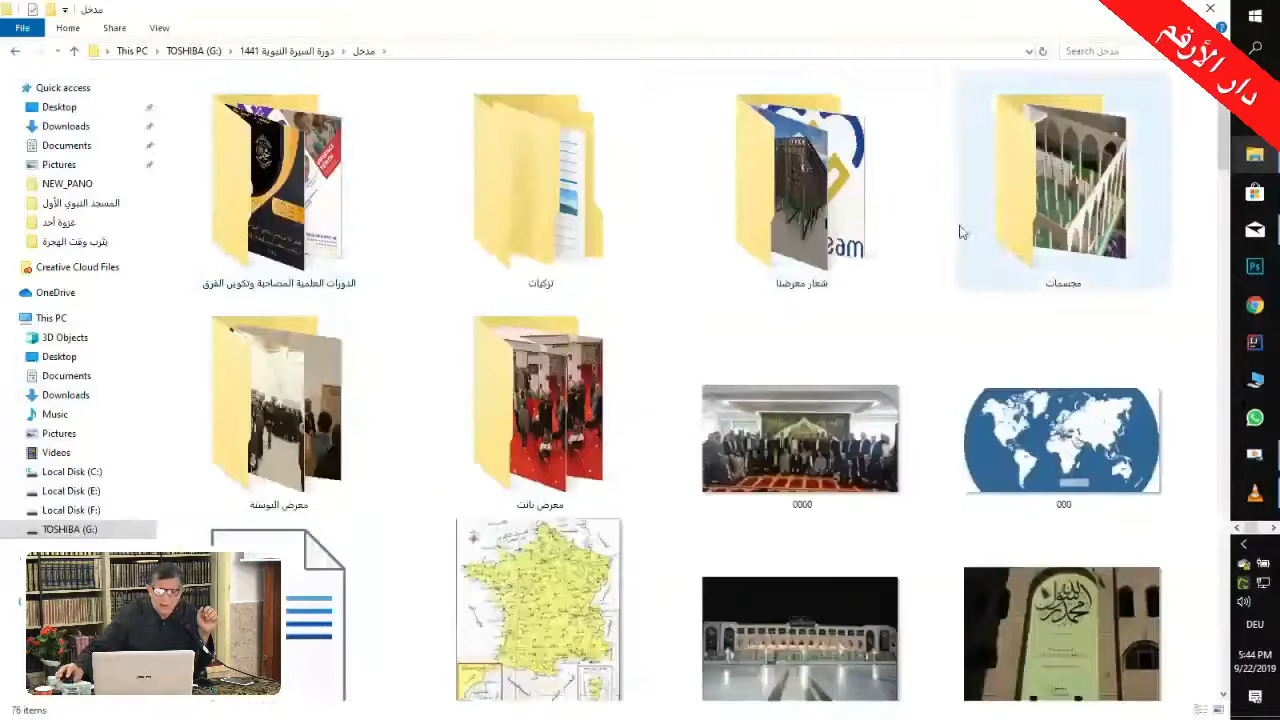 مدخل
File
Home
Share
View
This PC
TOSHIBA (G:)
دورة السيرة النبوية 1441
مدخل
Search مدخل
دار الأرقم
Quick access
Desktop
Downloads
Documents
Pictures
NEW_PANO
المسجد النبوي الأول
غزوة أحد
يثرب وقت الهجرة
Creative Cloud Files
OneDrive
This PC
3D Objects
Desktop
Documents
Downloads
Music
Pictures
Videos
Local Disk (C:)
Local Disk (E:)
Local Disk (F:)
TOSHIBA (G:)
الدورات العلمية المصاحبة وتكوين الفرق
تزكيات
شعار معرضنا
مجسمات
معرض البوسنة
معرض نانت
0000
000
76 items
DEU
5:44 PM
9/22/2019